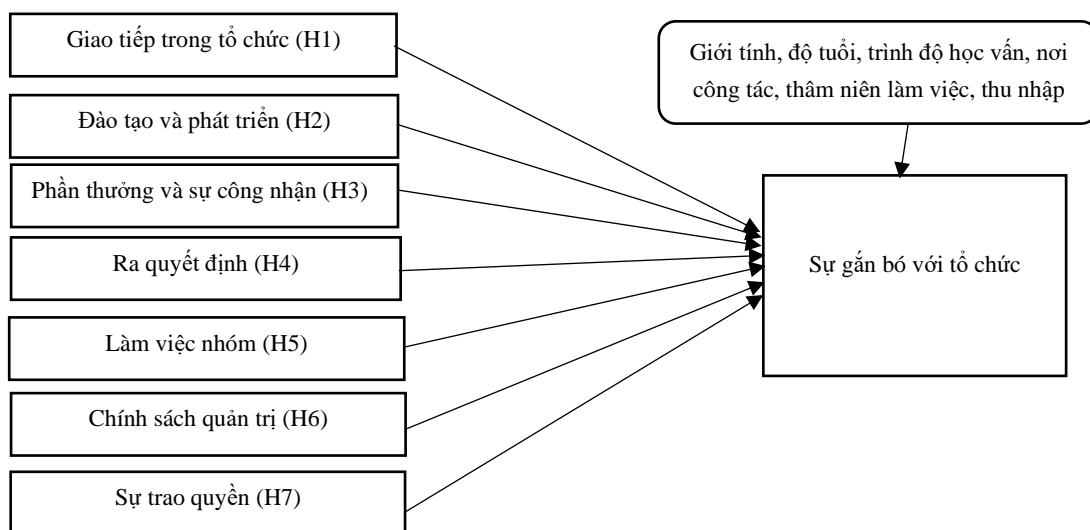 Giao tiếp trong tổ chức (H1)
Đào tạo và phát triển (H2)
Phần thưởng và sự công nhận (H3)
Ra quyết định (H4)
Làm việc nhóm (H5)
Chính sách quản trị (H6)
Sự trao quyền (H7)
Giới tính, độ tuổi, trình độ học vấn, nơi
công tác, thâm niên làm việc, thu nhập
Sự gắn bó với tổ chức